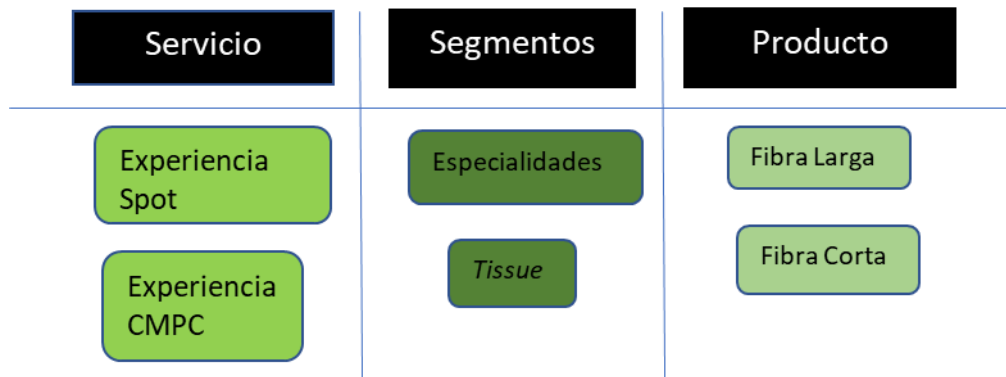 Servicio
Segmentos
Producto
Experiencia
Spot
Especialidades
Fibra Larga
Experiencia
CMPC
Tissue
Fibra Corta